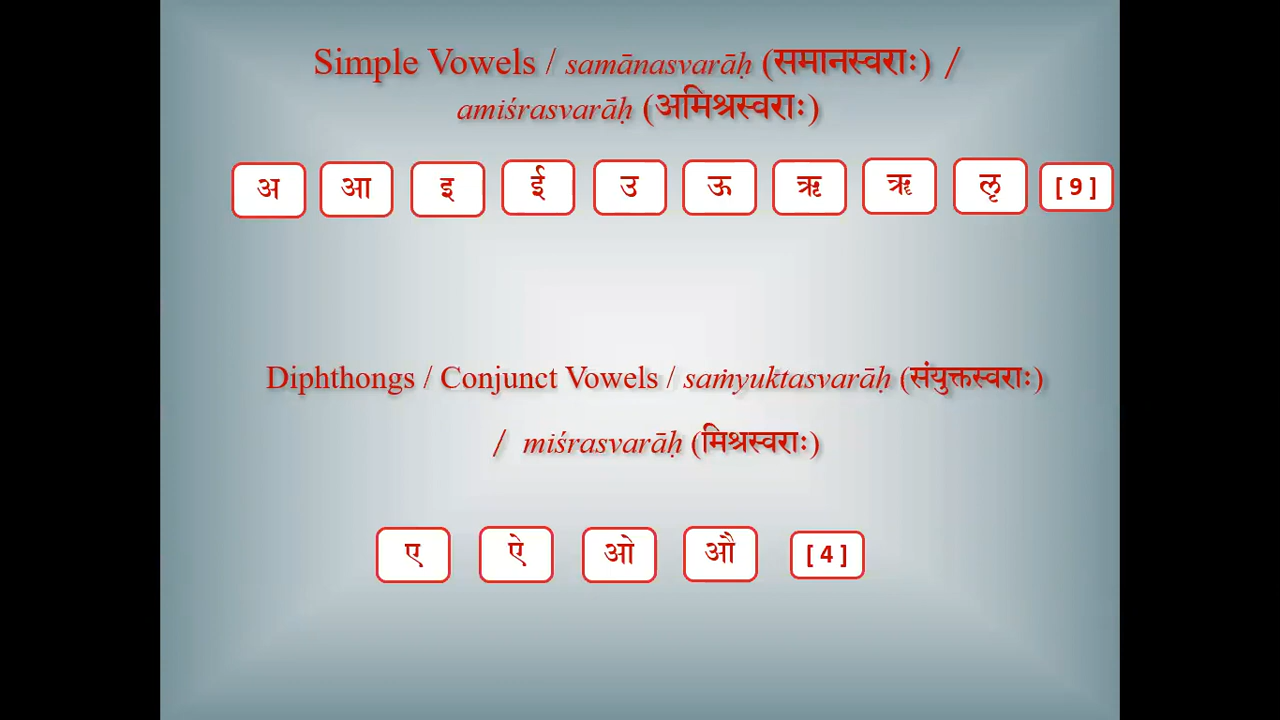 Simple Vowels / samānasvarāḥ (समानस्वराः) /
amiśrasvarāḥ (अमिश्रस्वराः)
अ आ इ ई उ ऊ ऋ ॠ ऌ [ 9 ]
Diphthongs / Conjunct Vowels / saṁyuktasvarāḥ (संयुक्तस्वराः)
/ miśrasvarāḥ (मिश्रस्वराः)
ए ऐ ओ औ [ 4 ]